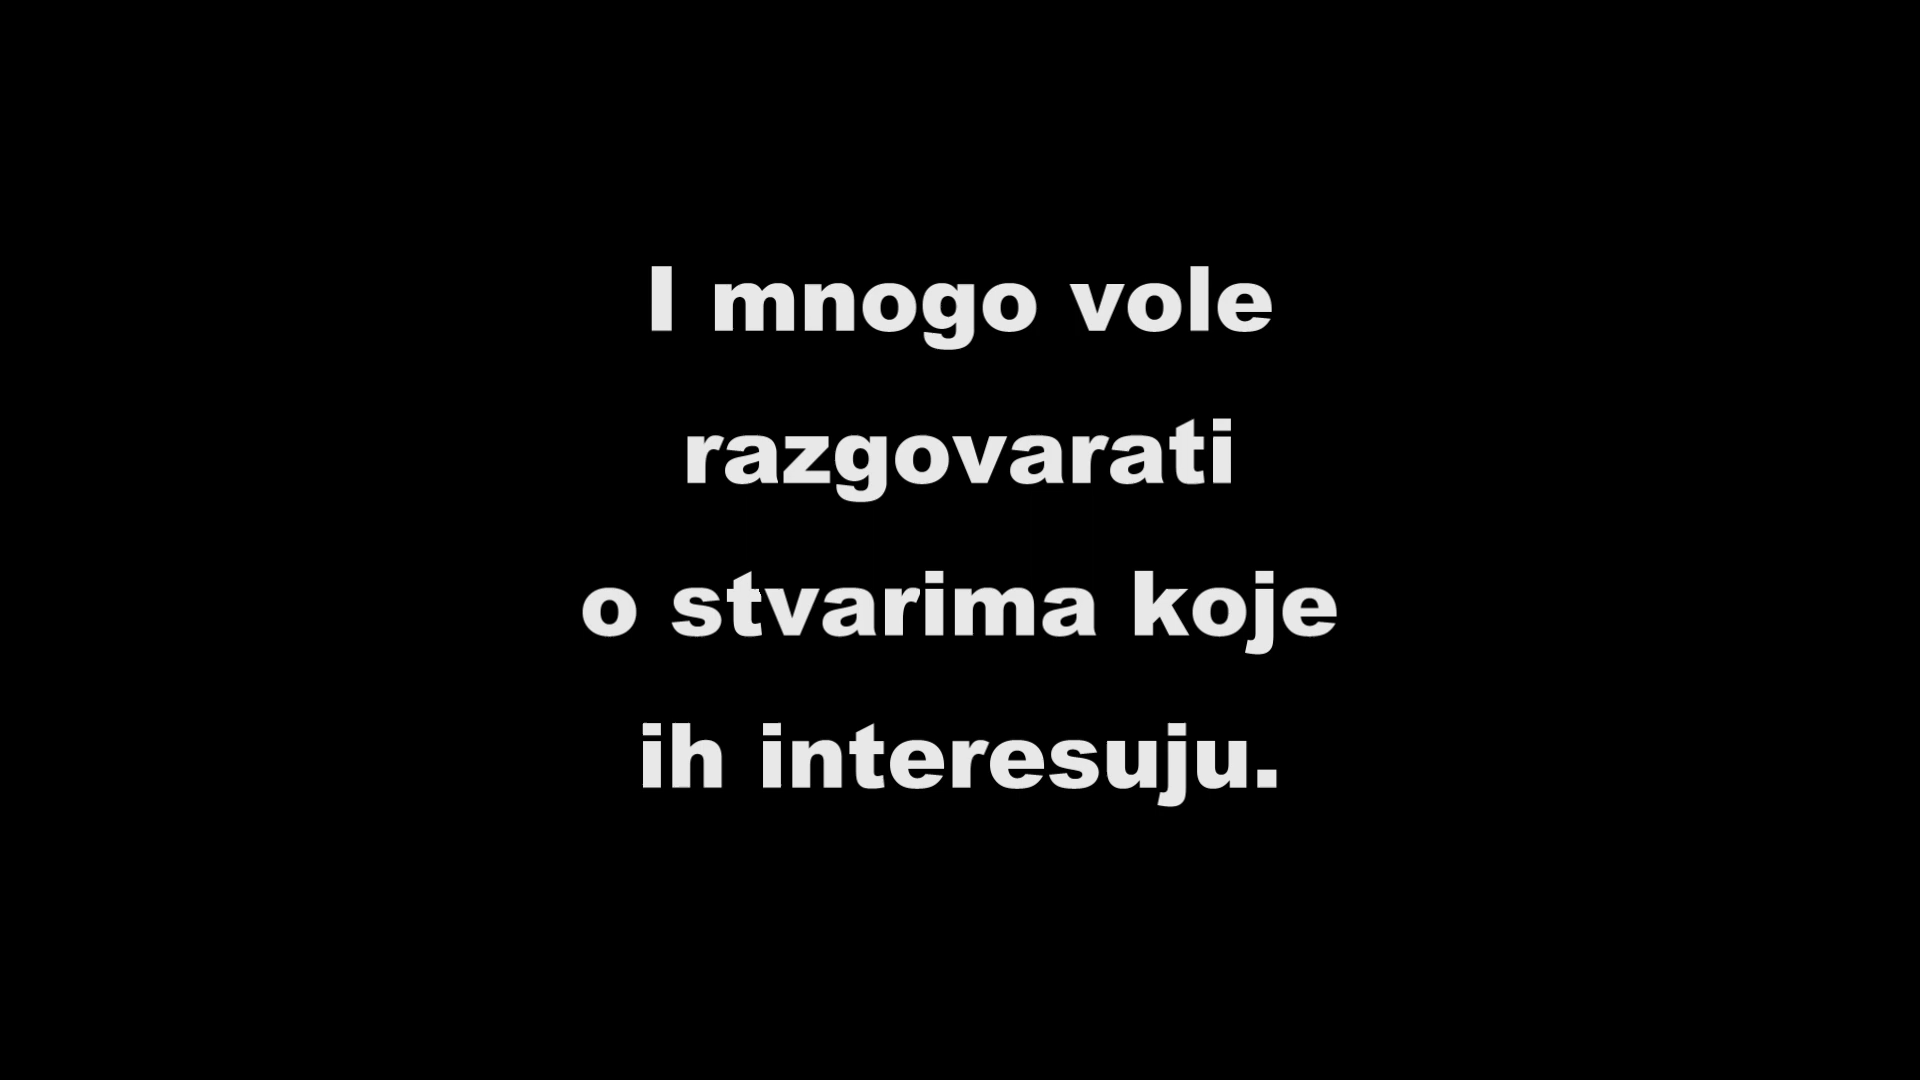 I mnogo vole
razgovarati
o stvarima koje
ih interesuju.